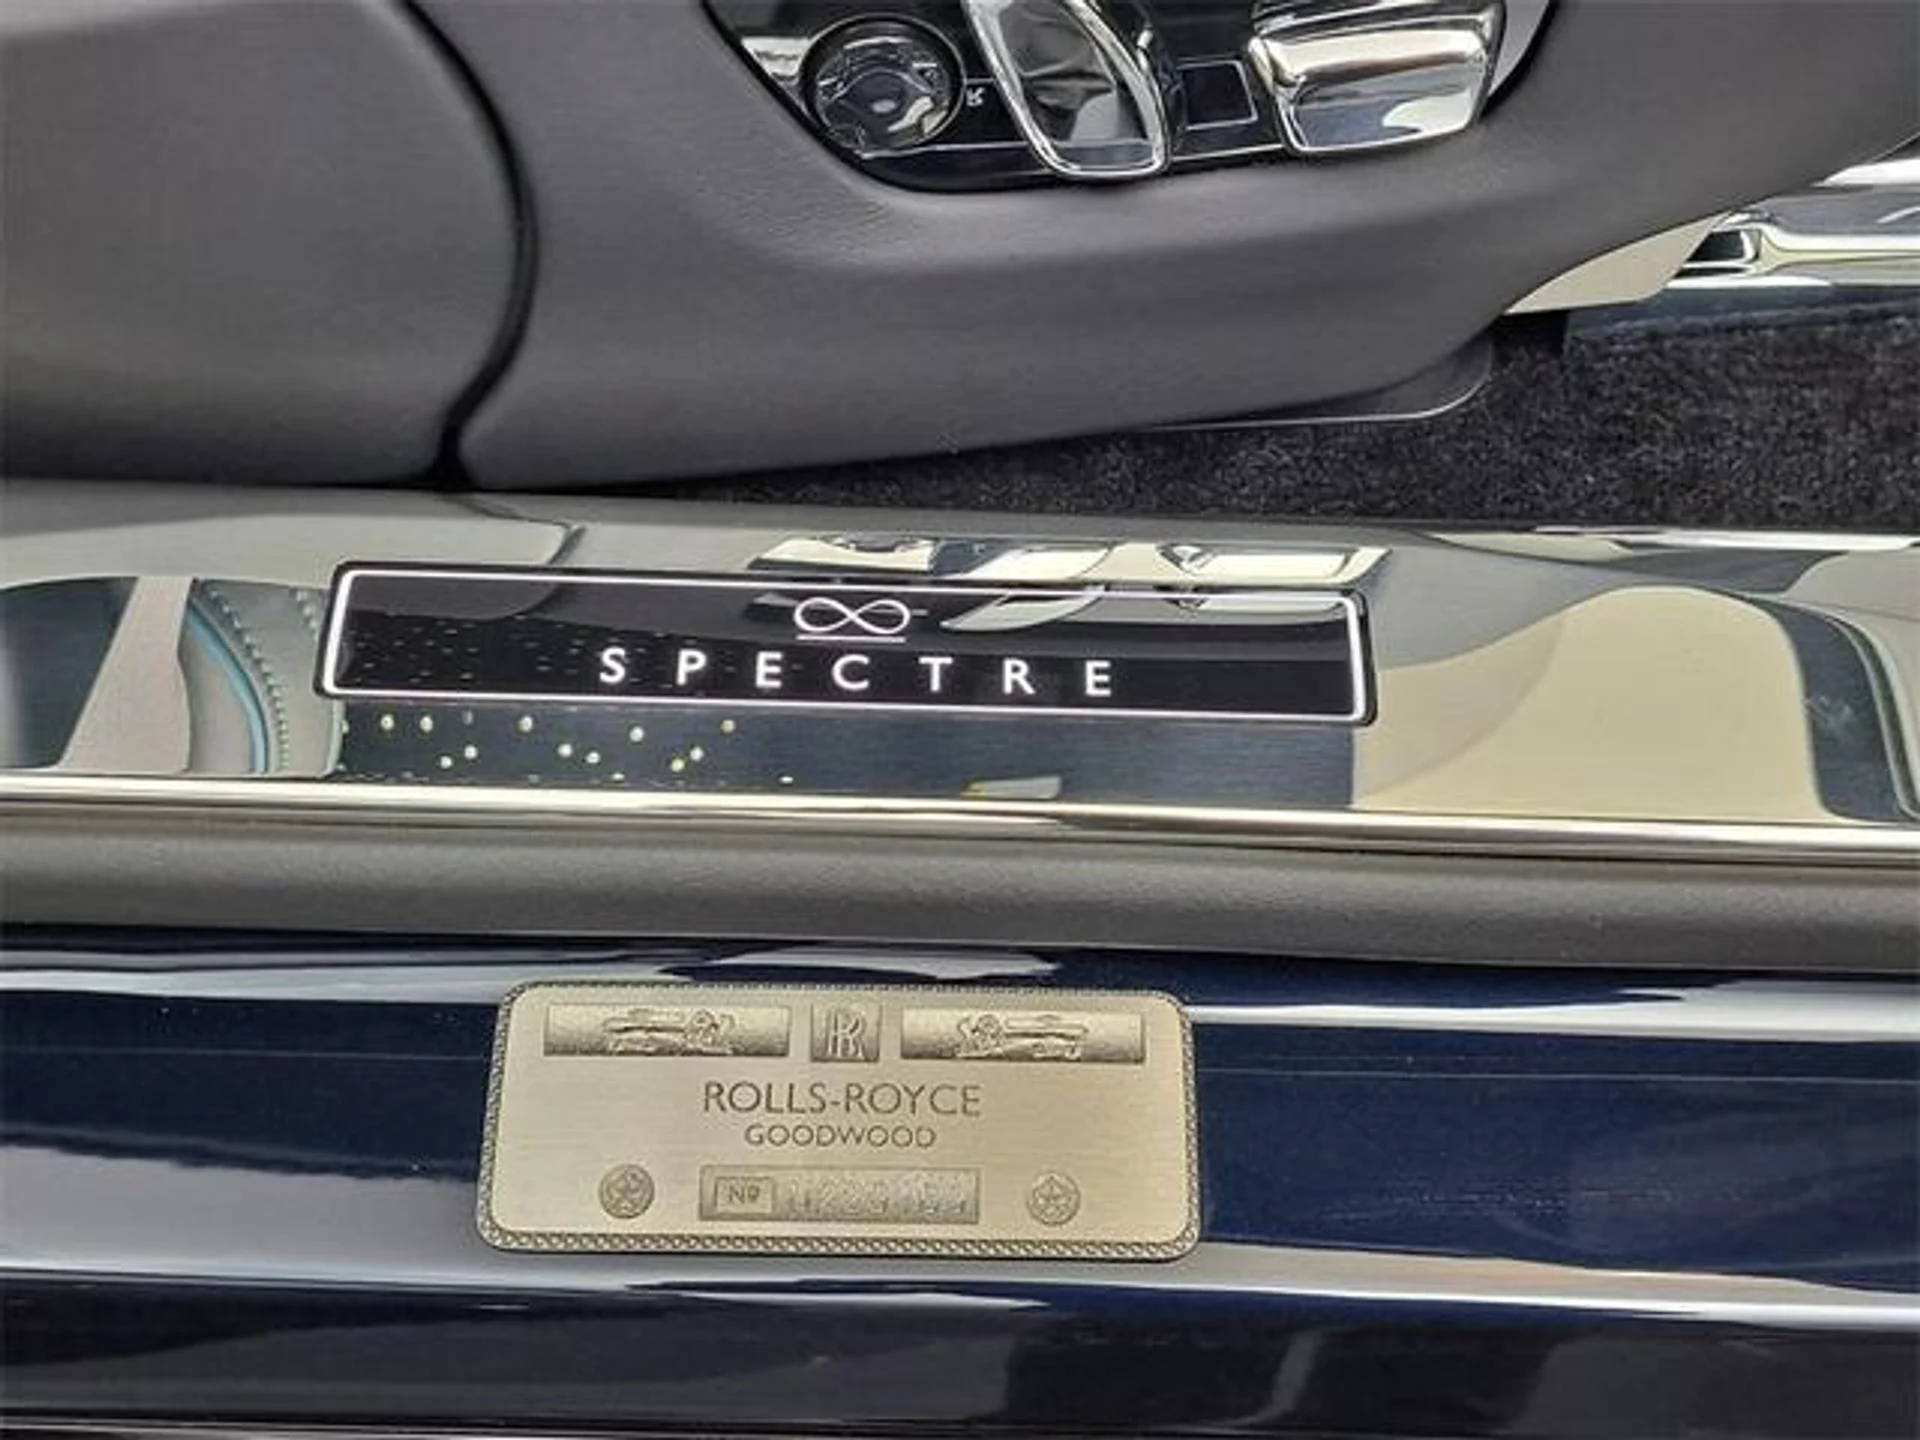 SPECTRE
RR
ROLLS-ROYCE
GOODWOOD
Nº